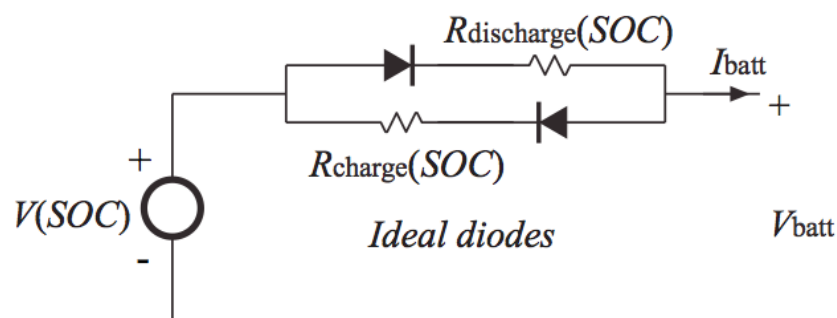 Rdischarge(SOC)
Ibatt
+
Rcharge(SOC)
+
V(SOC)
Ideal diodes
Vbatt
-